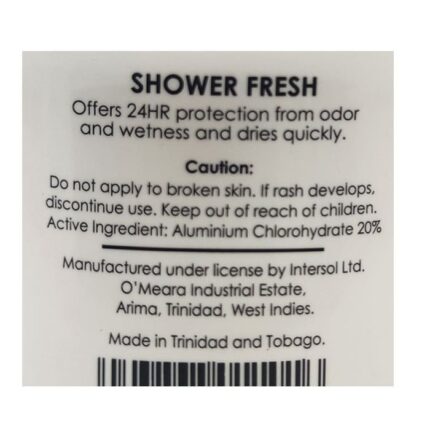 SHOWER FRESH
Offers 24HR protection from odor
and wetness and dries quickly.
Caution:
Do not apply to broken skin. If rash develops,
discontinue use. Keep out of reach of children.
Active Ingredient: Aluminium Chlorohydrate 20%
Manufactured under license by Intersol Ltd.
O'Meara Industrial Estate,
Arima, Trinidad, West Indies.
Made in Trinidad and Tobago.